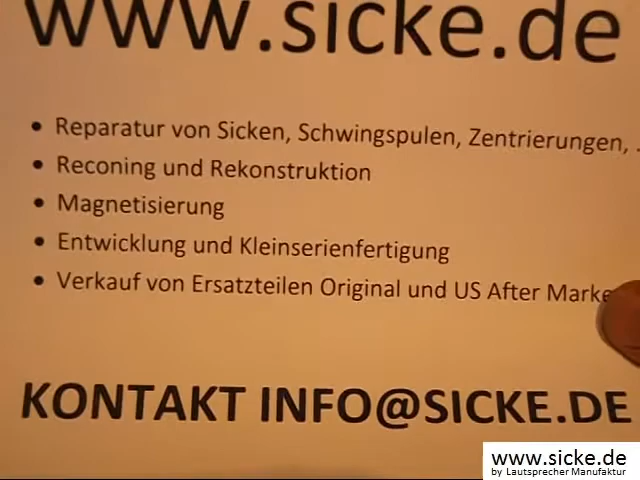 www.sicke.de
• Reparatur von Sicken, Schwingspulen, Zentrierungen, .
• Reconing und Rekonstruktion
• Magnetisierung
• Entwicklung und Kleinserienfertigung
• Verkauf von Ersatzteilen Original und US After
KONTAKT INFO@SICKE.DE
www.sicke.de
by Lautsprecher Manufaktur